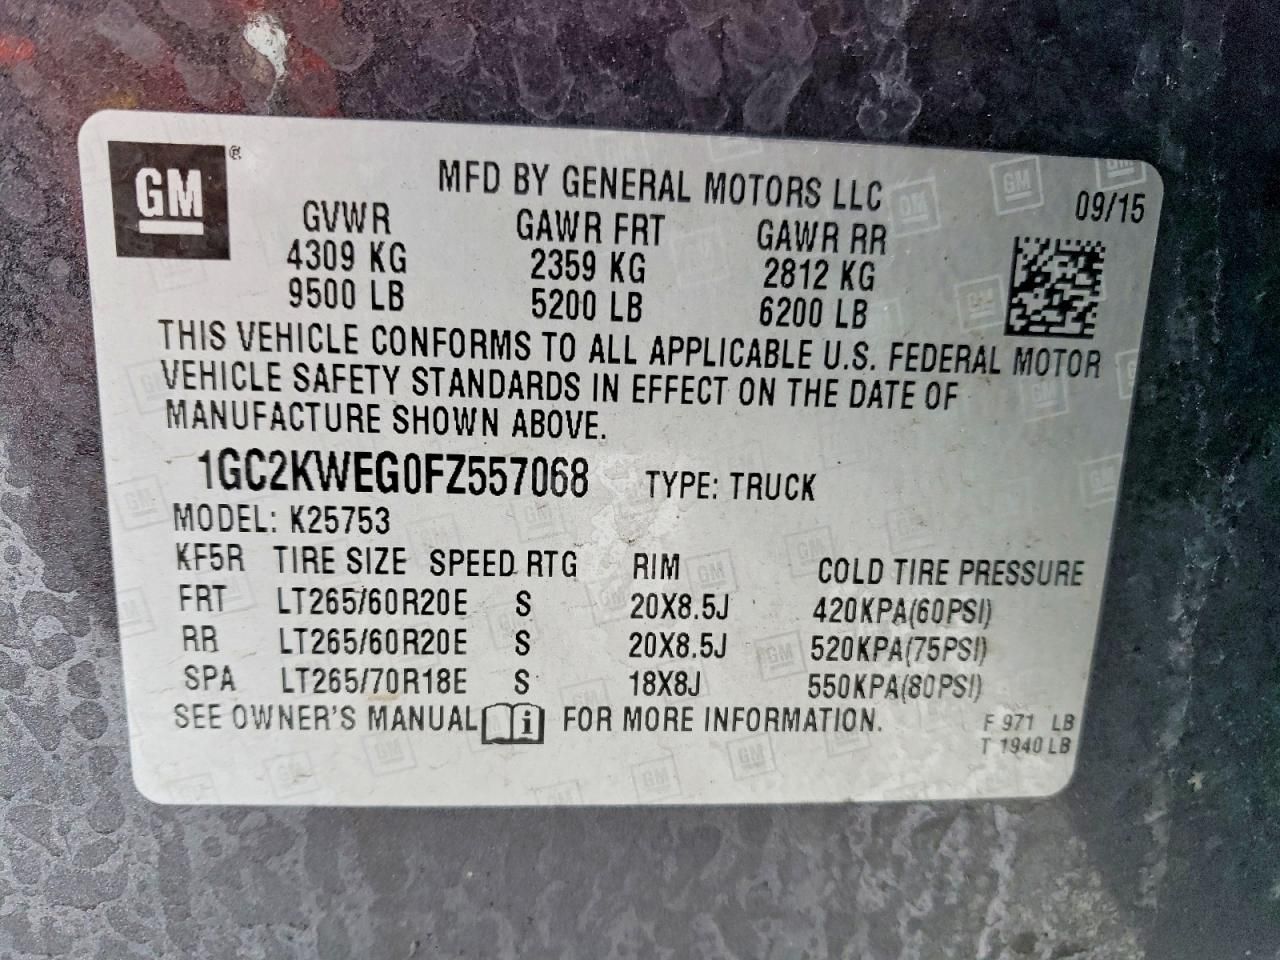 GM ®
MFD BY GENERAL MOTORS LLC
09/15
GVWR GAWR FRT GAWR RR
4309 KG 2359 KG 2812 KG
9500 LB 5200 LB 6200 LB
THIS VEHICLE CONFORMS TO ALL APPLICABLE U.S. FEDERAL MOTOR
VEHICLE SAFETY STANDARDS IN EFFECT ON THE DATE OF
MANUFACTURE SHOWN ABOVE.
1GC2KWEG0FZ557068 TYPE: TRUCK
MODEL: K25753
KF5R TIRE SIZE SPEED RTG RIM COLD TIRE PRESSURE
FRT LT265/60R20E S 20X8.5J 420KPA(60PSI)
RR LT265/60R20E S 20X8.5J 520KPA(75PSI)
SPA LT265/70R18E S 18X8J 550KPA(80PSI)
SEE OWNER'S MANUAL i FOR MORE INFORMATION.
F 971 LB
T 1940 LB